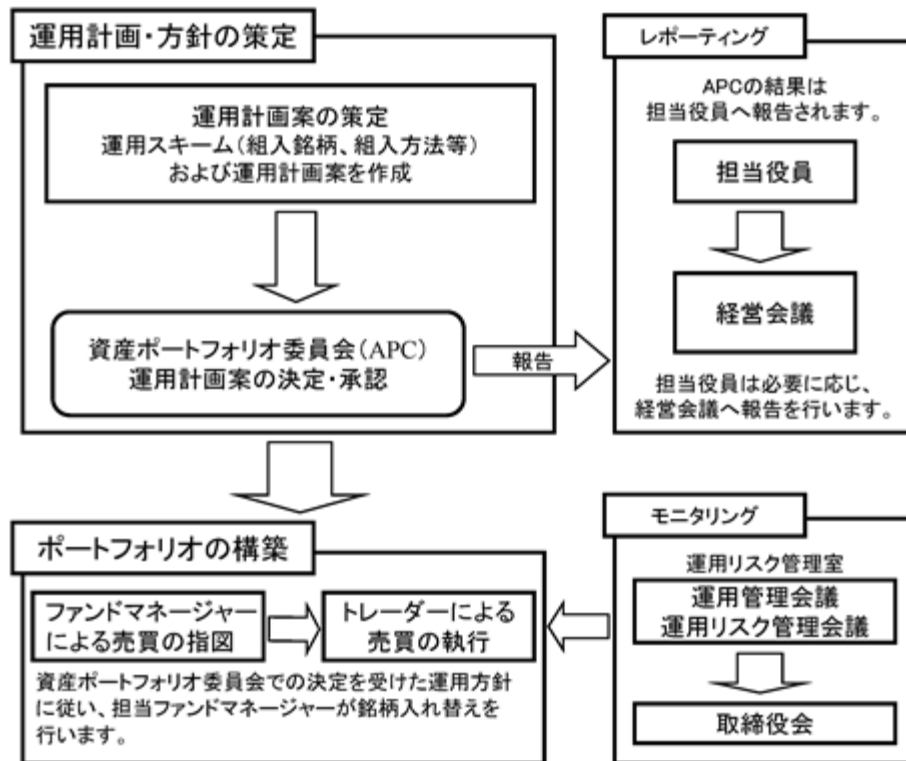 運用計画・方針の策定
運用計画案の策定
運用スキーム(組入銘柄、組入方法等)
および運用計画案を作成
資産ポートフォリオ委員会(APC)
運用計画案の決定・承認
報告
レポーティング
APCの結果は
担当役員へ報告されます。
担当役員
経営会議
担当役員は必要に応じ、
経営会議へ報告を行います。
ポートフォリオの構築
ファンドマネージャー
による売買の指図
トレーダーによる
売買の執行
資産ポートフォリオ委員会での決定を受けた運用方針
に従い、担当ファンドマネージャーが銘柄入れ替えを
行います。
モニタリング
運用リスク管理室
運用管理会議
運用リスク管理会議
取締役会